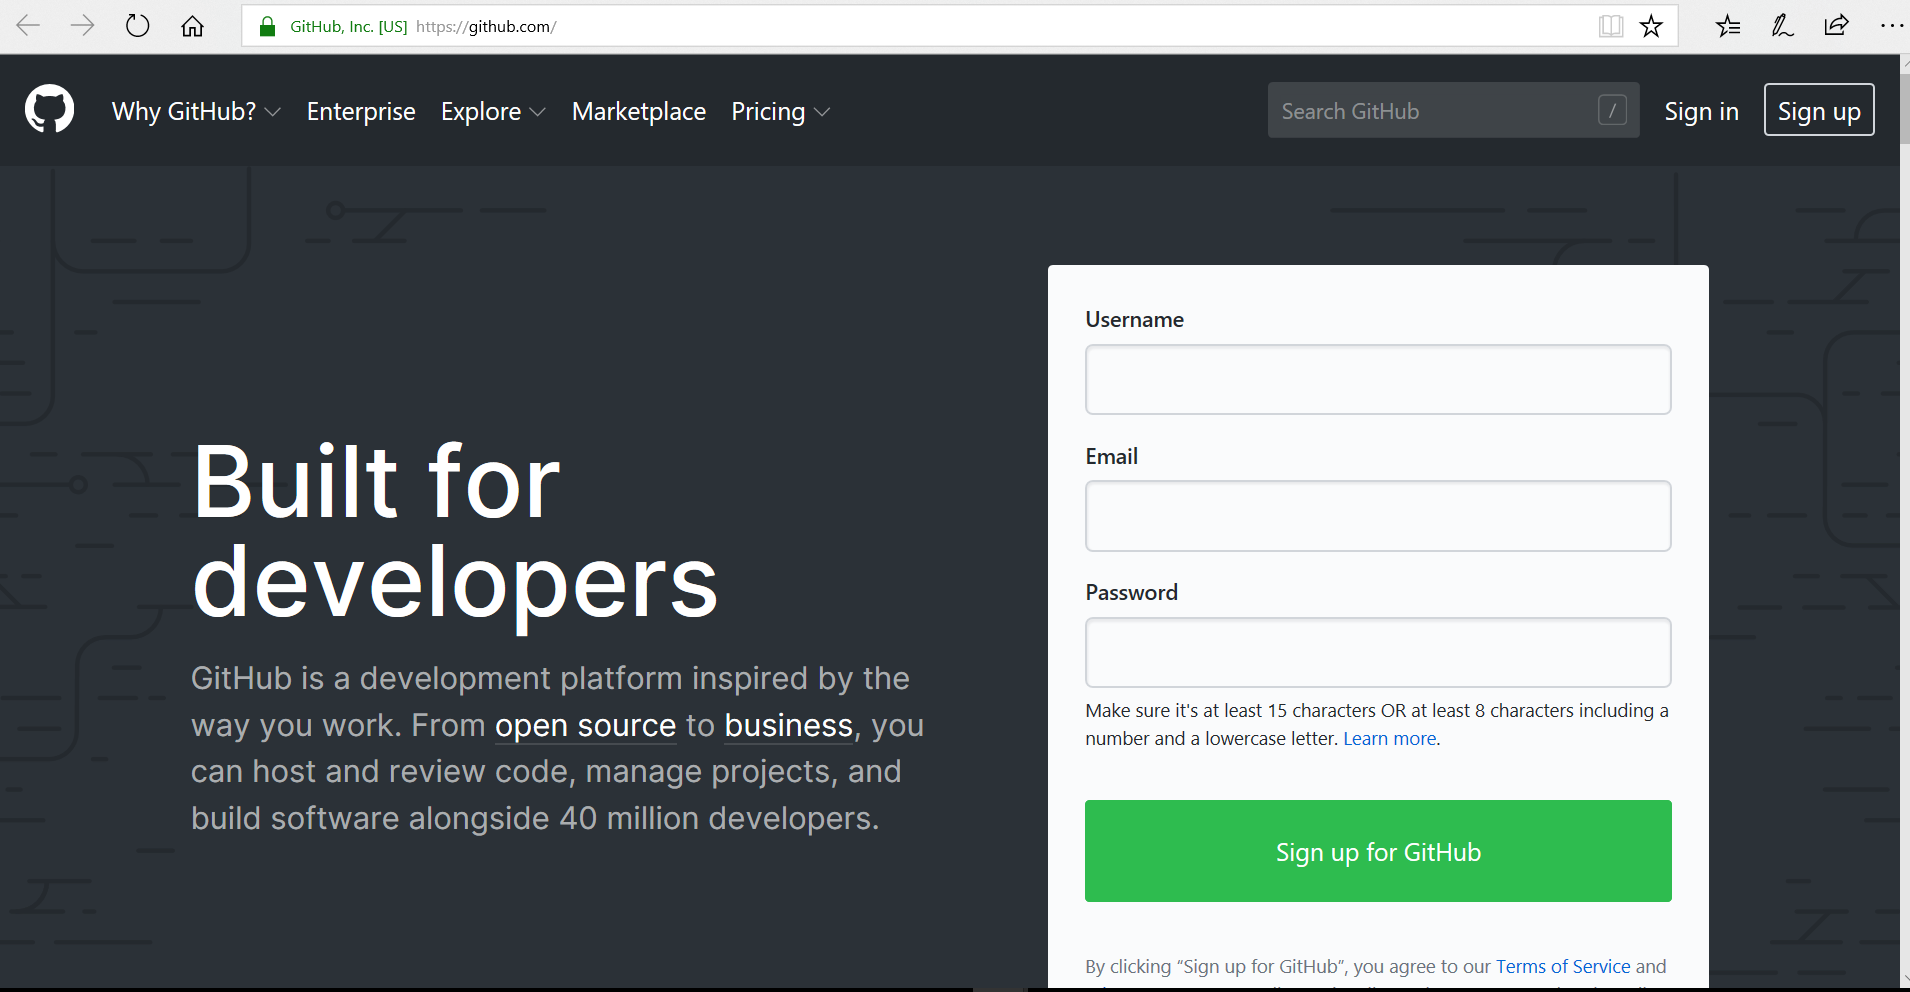 GitHub, Inc. [US] https://github.com/
Why GitHub? Enterprise Explore Marketplace Pricing Search GitHub / Sign in Sign up
Built for
developers
GitHub is a development platform inspired by the
way you work. From open source to business, you
can host and review code, manage projects, and
build software alongside 40 million developers.
Username
Email
Password
Make sure it's at least 15 characters OR at least 8 characters including a
number and a lowercase letter. Learn more.
Sign up for GitHub
By clicking “Sign up for GitHub”, you agree to our Terms of Service and